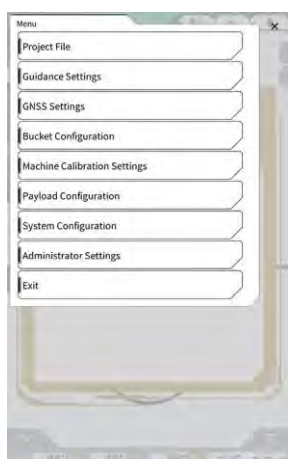 Menu
Project File
Guidance Settings
GNSS Settings
Bucket Configuration
Machine Calibration Settings
Payload Configuration
System Configuration
Administrator Settings
Exit